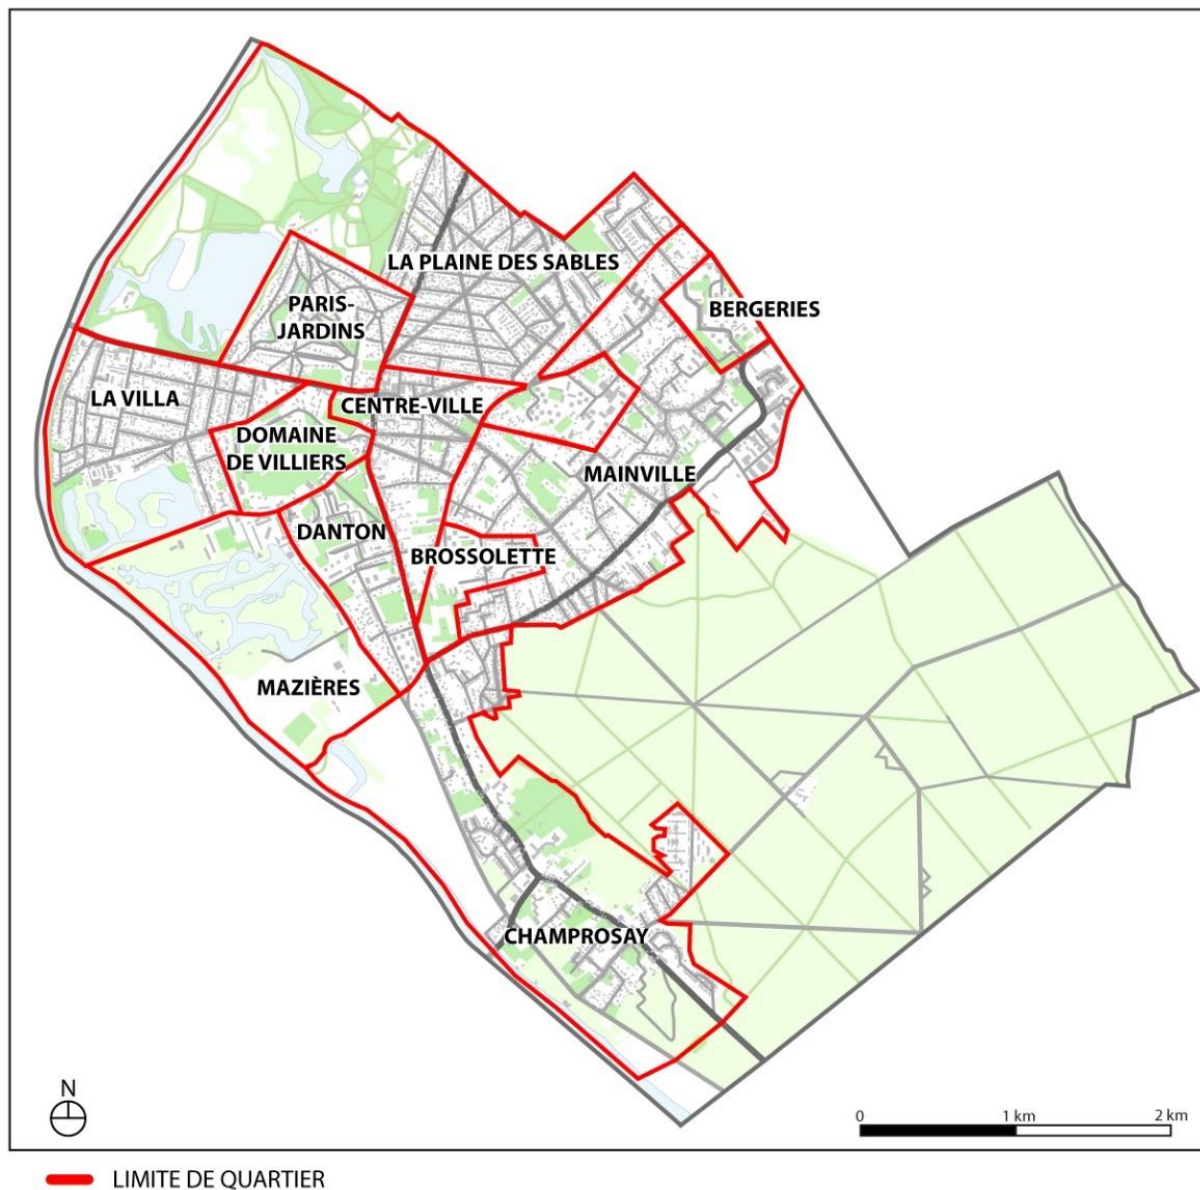 LA PLAINE DES SABLES
PARIS-
JARDINS
BERGERIES
LA VILLA
CENTRE-VILLE
DOMAINE
DE VILLIERS
MAINVILLE
DANTON
BROSSOLETTE
MAZIÈRES
CHAMPROSAY
N
0 1 km 2 km
LIMITE DE QUARTIER